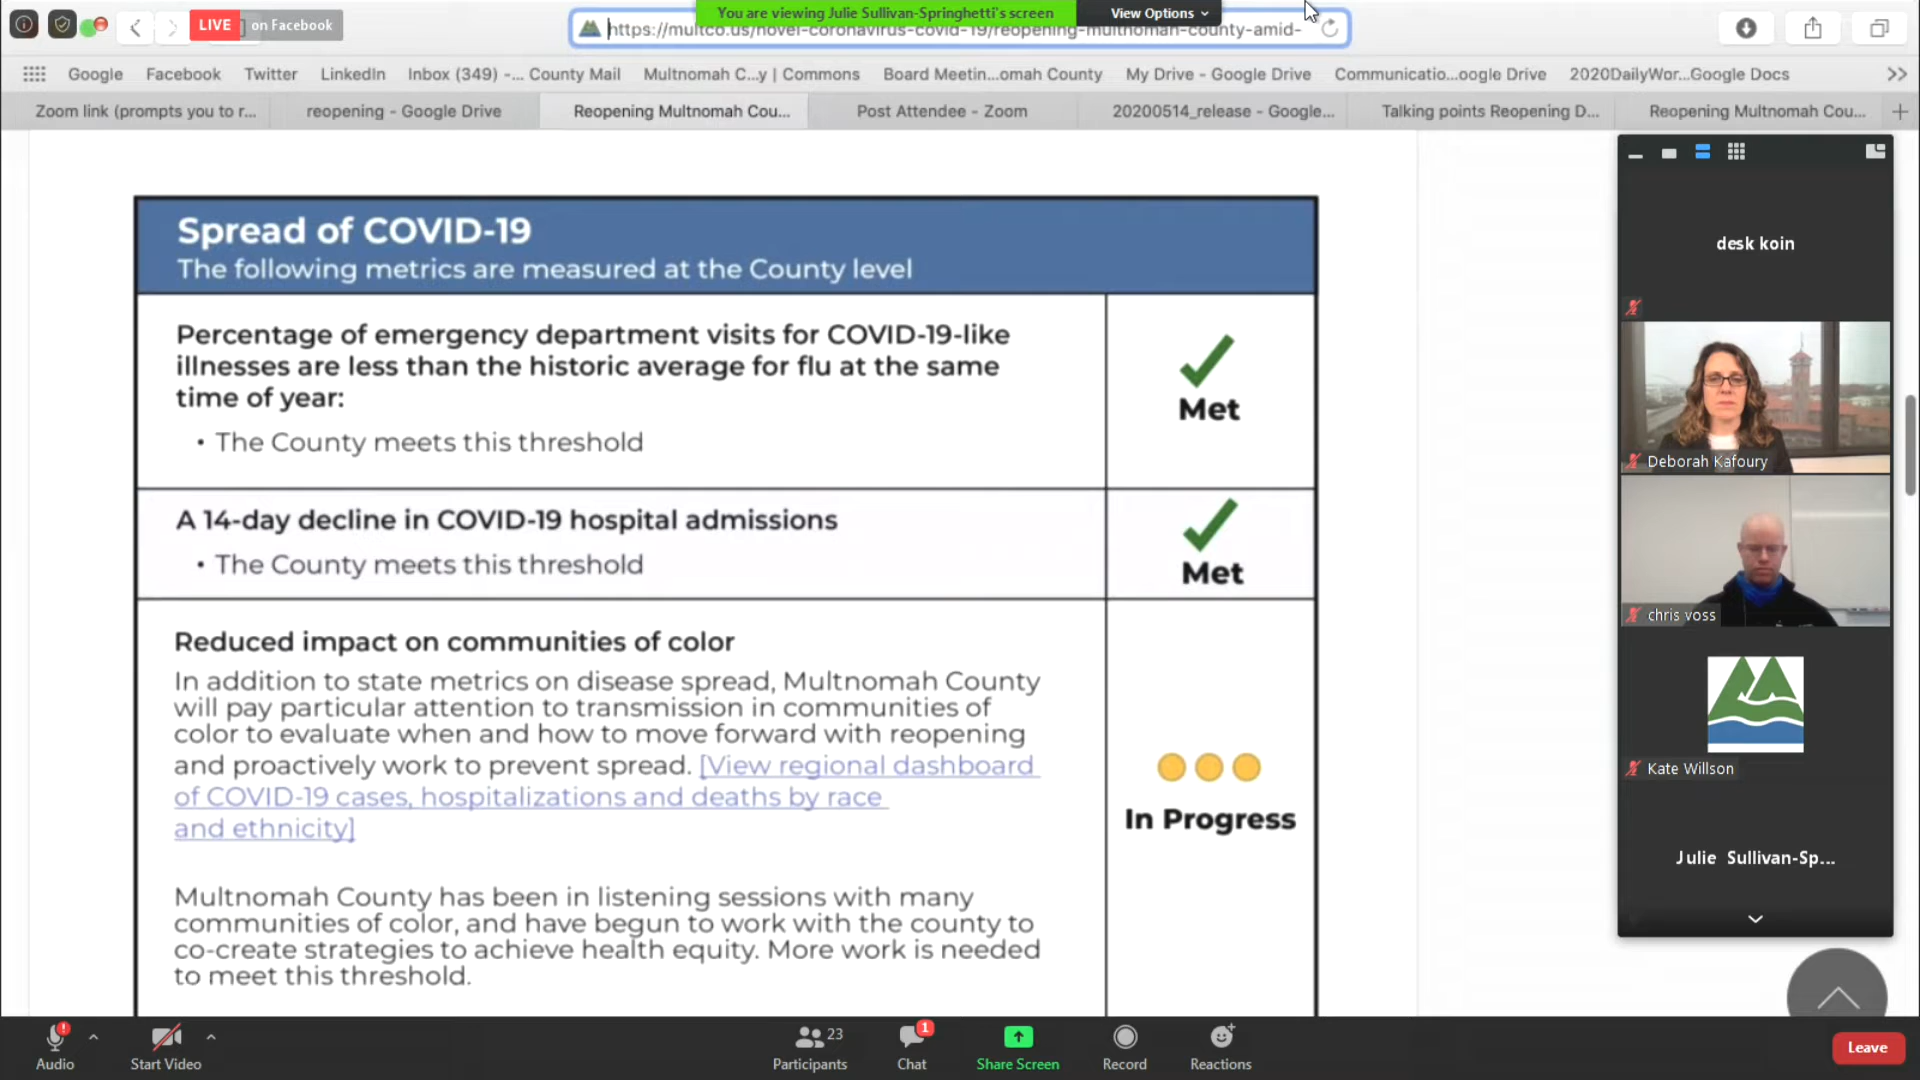 LIVE on Facebook
You are viewing Julie Sullivan-Springhetti's screen
View Options
https://multco.us/novel-coronavirus-covid-19/reopening-multnomah-county-amid-
Google Facebook Twitter LinkedIn Inbox (349) -... County Mail Multnomah C...y | Commons Board Meetin...omah County My Drive - Google Drive Communicatio...oogle Drive 2020DailyWor...Google Docs
Zoom link (prompts you to r... reopening - Google Drive Reopening Multnomah Cou... Post Attendee - Zoom 20200514_release - Google... Talking points Reopening D... Reopening Multnomah Cou...
Spread of COVID-19
The following metrics are measured at the County level
Percentage of emergency department visits for COVID-19-like
illnesses are less than the historic average for flu at the same
time of year:
• The County meets this threshold
Met
A 14-day decline in COVID-19 hospital admissions
• The County meets this threshold
Met
Reduced impact on communities of color
In addition to state metrics on disease spread, Multnomah County
will pay particular attention to transmission in communities of
color to evaluate when and how to move forward with reopening
and proactively work to prevent spread. [View regional dashboard
of COVID-19 cases, hospitalizations and deaths by race
and ethnicity]
Multnomah County has been in listening sessions with many
communities of color, and have begun to work with the county to
co-create strategies to achieve health equity. More work is needed
to meet this threshold.
In Progress
desk koin
Deborah Kafoury
chris voss
Kate Willson
Julie Sullivan-Sp...
Audio
Start Video
23
Participants
1
Chat
Share Screen
Record
Reactions
Leave